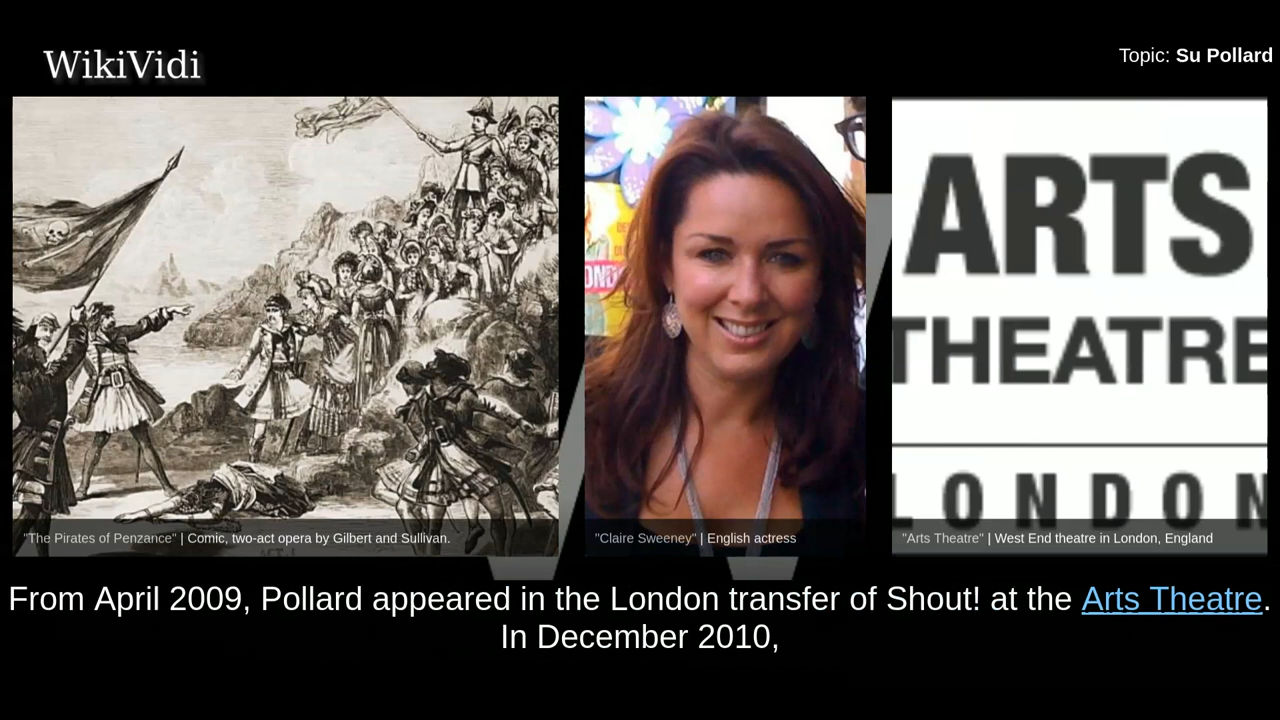 WikiVidi
Topic: Su Pollard
ARTS
THEATRE
LONDON
"The Pirates of Penzance" | Comic, two-act opera by Gilbert and Sullivan.
"Claire Sweeney" | English actress
"Arts Theatre" | West End theatre in London, England
From April 2009, Pollard appeared in the London transfer of Shout! at the Arts Theatre.
In December 2010,